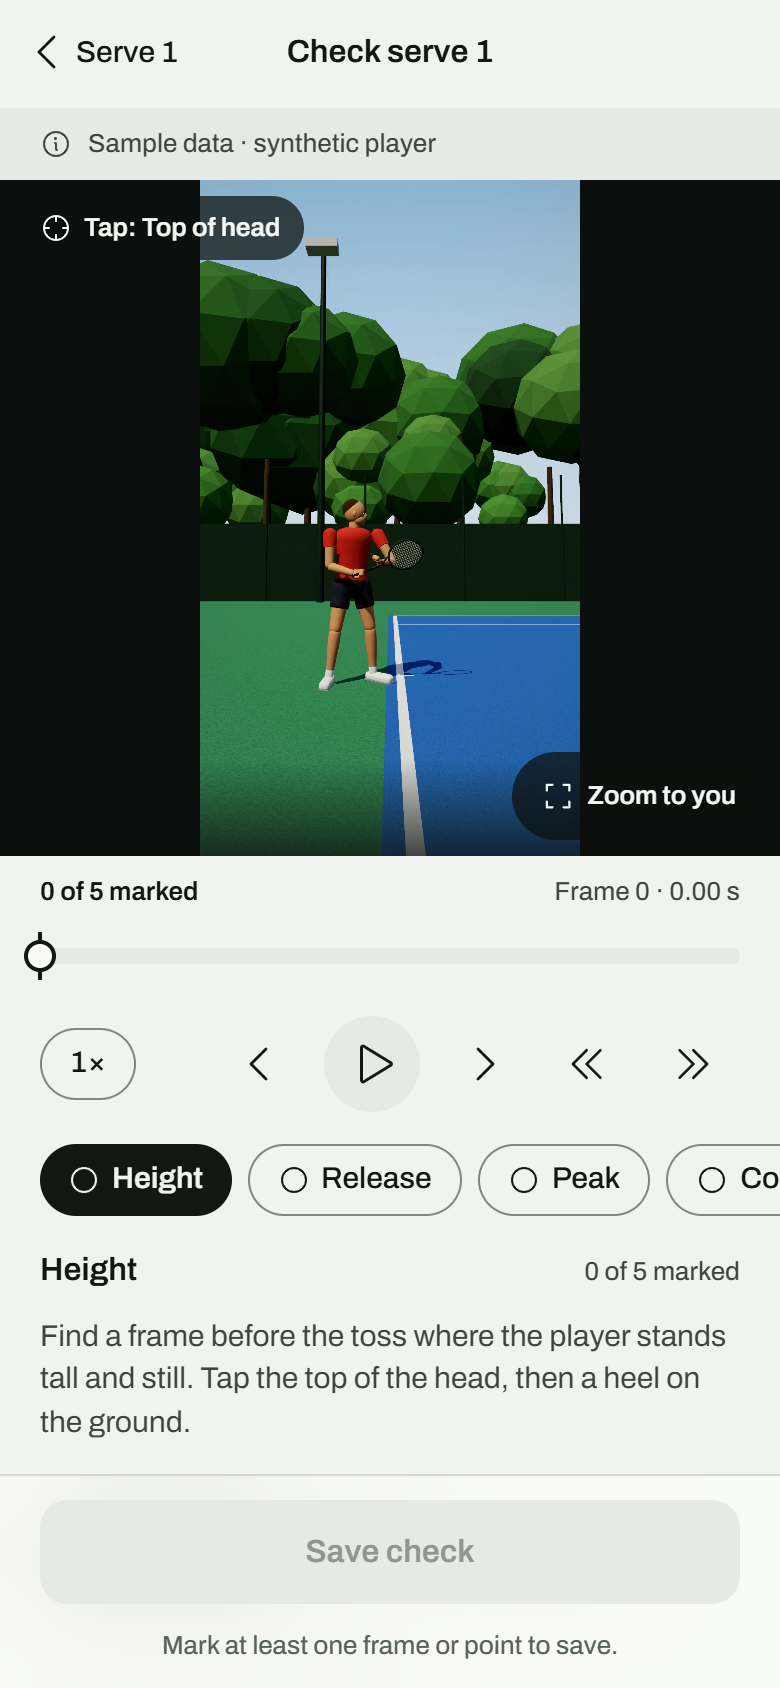 Serve 1
Check serve 1
Sample data · synthetic player
Tap: Top of head
Zoom to you
0 of 5 marked
Frame 0 · 0.00 s
1×
Height
Release
Peak
Co
Height
0 of 5 marked
Find a frame before the toss where the player stands
tall and still. Tap the top of the head, then a heel on
the ground.
Save check
Mark at least one frame or point to save.